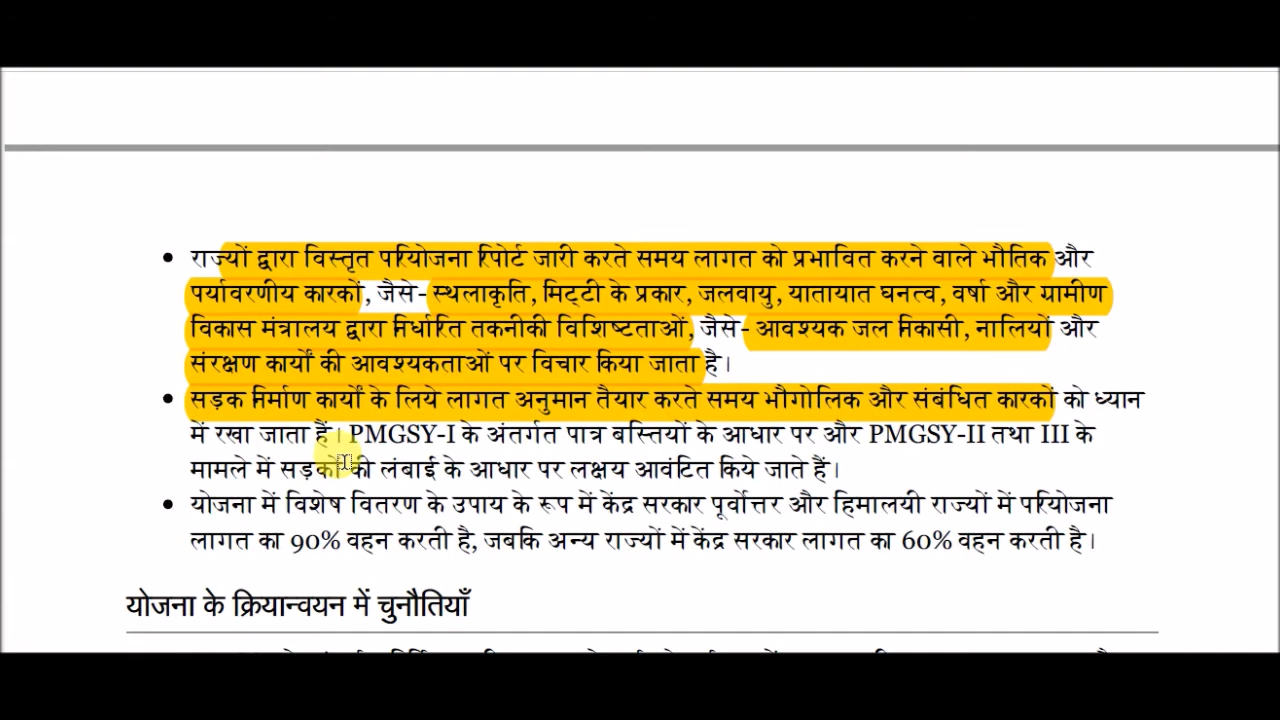 राज्यों द्वारा विस्तृत परियोजना रिपोर्ट जारी करते समय लागत को प्रभावित करने वाले भौतिक और
पर्यावरणीय कारकों, जैसे- स्थलाकृति, मिट्टी के प्रकार, जलवायु, यातायात घनत्व, वर्षा और ग्रामीण
विकास मंत्रालय द्वारा निर्धारित तकनीकी विशिष्टताओं, जैसे- आवश्यक जल निकासी, नालियों और
संरक्षण कार्यों की आवश्यकताओं पर विचार किया जाता है।
सड़क निर्माण कार्यों के लिये लागत अनुमान तैयार करते समय भौगोलिक और संबंधित कारकों को ध्यान
में रखा जाता हैं। PMGSY-I के अंतर्गत पात्र बस्तियों के आधार पर और PMGSY-II तथा III के
मामले में सड़कों की लंबाई के आधार पर लक्षय आवंटित किये जाते हैं।
योजना में विशेष वितरण के उपाय के रूप में केंद्र सरकार पूर्वोत्तर और हिमालयी राज्यों में परियोजना
लागत का 90% वहन करती है, जबकि अन्य राज्यों में केंद्र सरकार लागत का 60% वहन करती है।
योजना के क्रियान्वयन में चुनौतियाँ